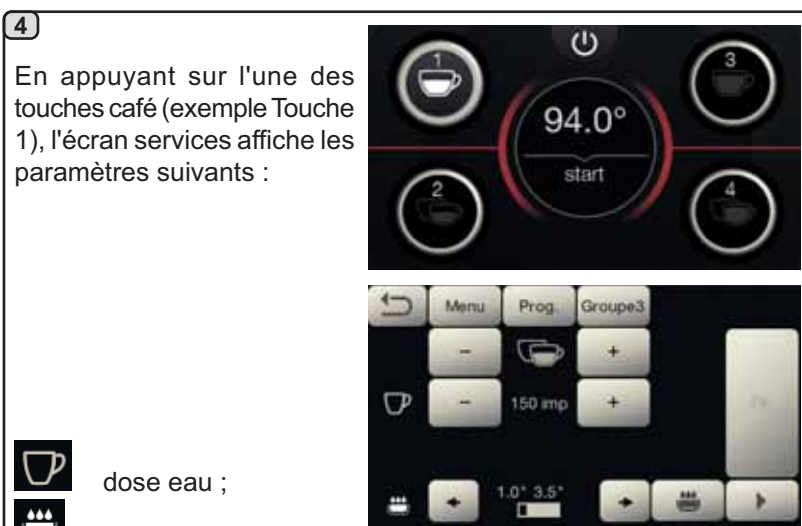 4
En appuyant sur l'une des
touches café (exemple Touche
1), l'écran services affiche les
paramètres suivants :
1
3
94.0°
start
2
4
Menu Prog. Groupe3
- +
- 150 imp +
1.0" 3.5"
dose eau ;